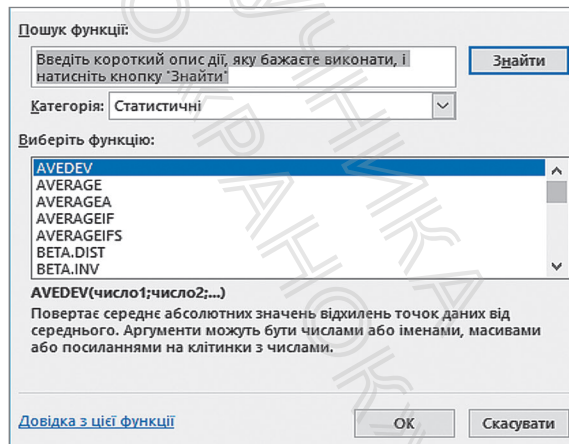 Пошук функції:
Введіть короткий опис дії, яку бажаєте виконати, і
натисніть кнопку "Знайти"
Знайти
Категорія: Статистичні
Виберіть функцію:
AVEDEV
AVERAGE
AVERAGEA
AVERAGEIF
AVERAGEIFS
BETA.DIST
BETA.INV
AVEDEV(число1;число2;...)
Повертає середнє абсолютних значень відхилень точок даних від
середнього. Аргументи можуть бути числами або іменами, масивами
або посиланнями на клітинки з числами.
Довідка з цієї функції
ОК
Скасувати